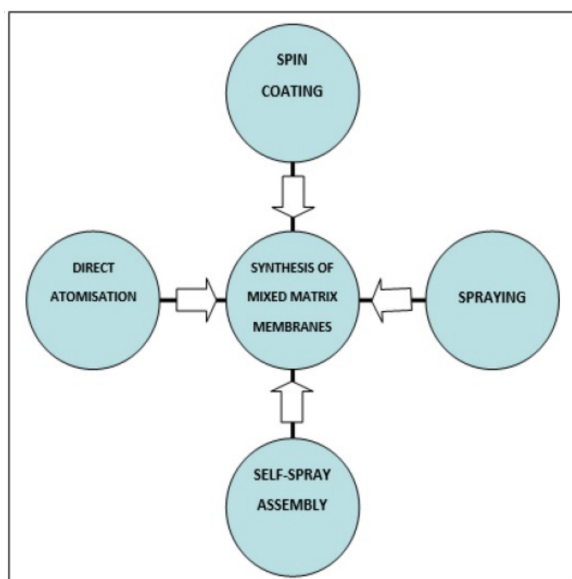 SPIN
COATING
DIRECT
ATOMISATION
SYNTHESIS OF
MIXED MATRIX
MEMBRANES
SPRAYING
SELF-SPRAY
ASSEMBLY